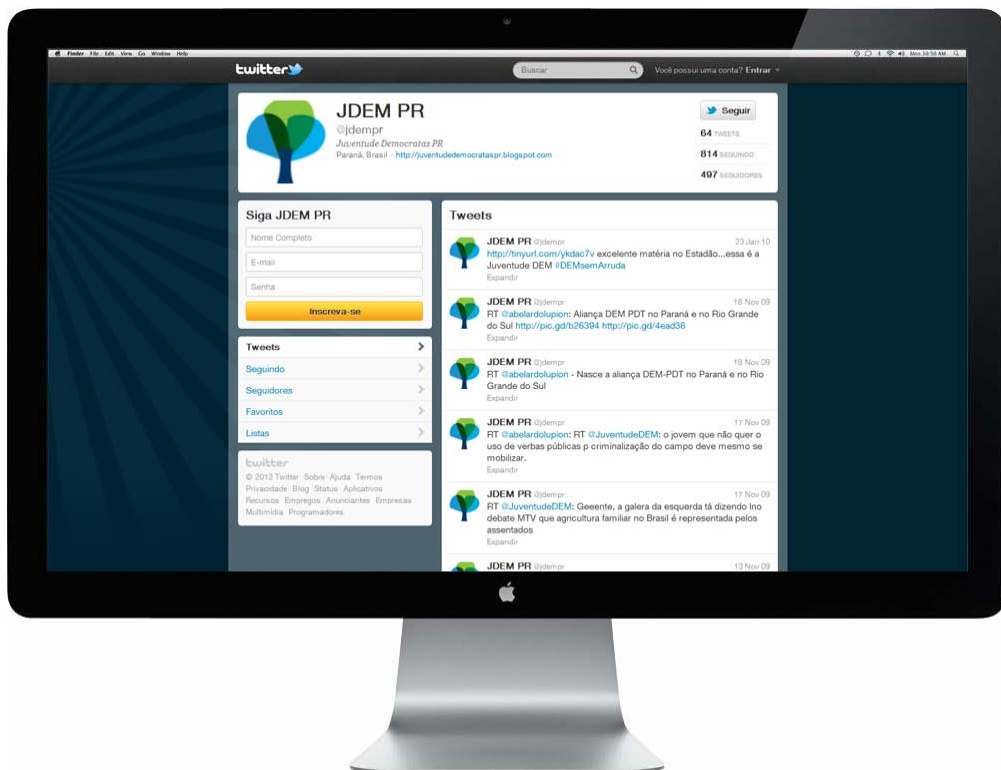 Finder File Edit View Go Window Help
Mon 10:50 AM
twitter
Buscar
Você possui uma conta? Entrar
JDEM PR
@jdempr
Juventude Democratas PR
Paraná, Brasil · http://juventudedemocrataspr.blogspot.com
Seguir
64 TWEETS
814 SEGUINDO
497 SEGUIDORES
Siga JDEM PR
Nome Completo
E-mail
Senha
Inscreva-se
Tweets
Seguindo
Seguidores
Favoritos
Listas
twitter
© 2012 Twitter Sobre Ajuda Termos
Privacidade Blog Status Aplicativos
Recursos Empregos Anunciantes Empresas
Multimídia Programadores
Tweets
JDEM PR @jdempr 23 Jan 10
http://tinyurl.com/ykdac7v excelente matéria no Estadão...essa é a
Juventude DEM #DEMsemArruda
Expandir
JDEM PR @jdempr 18 Nov 09
RT @abelardolupion: Aliança DEM PDT no Paraná e no Rio Grande
do Sul http://pic.gd/b26394 http://pic.gd/4ead36
Expandir
JDEM PR @jdempr 18 Nov 09
RT @abelardolupion - Nasce a aliança DEM-PDT no Paraná e no Rio
Grande do Sul
Expandir
JDEM PR @jdempr 17 Nov 09
RT @abelardolupion: RT @JuventudeDEM: o jovem que não quer o
uso de verbas públicas p criminalização do campo deve mesmo se
mobilizar.
Expandir
JDEM PR @jdempr 17 Nov 09
RT @JuventudeDEM: Geeente, a galera da esquerda tá dizendo lno
debate MTV que agricultura familiar no Brasil é representada pelos
assentados
Expandir
JDEM PR @jdempr 13 Nov 09